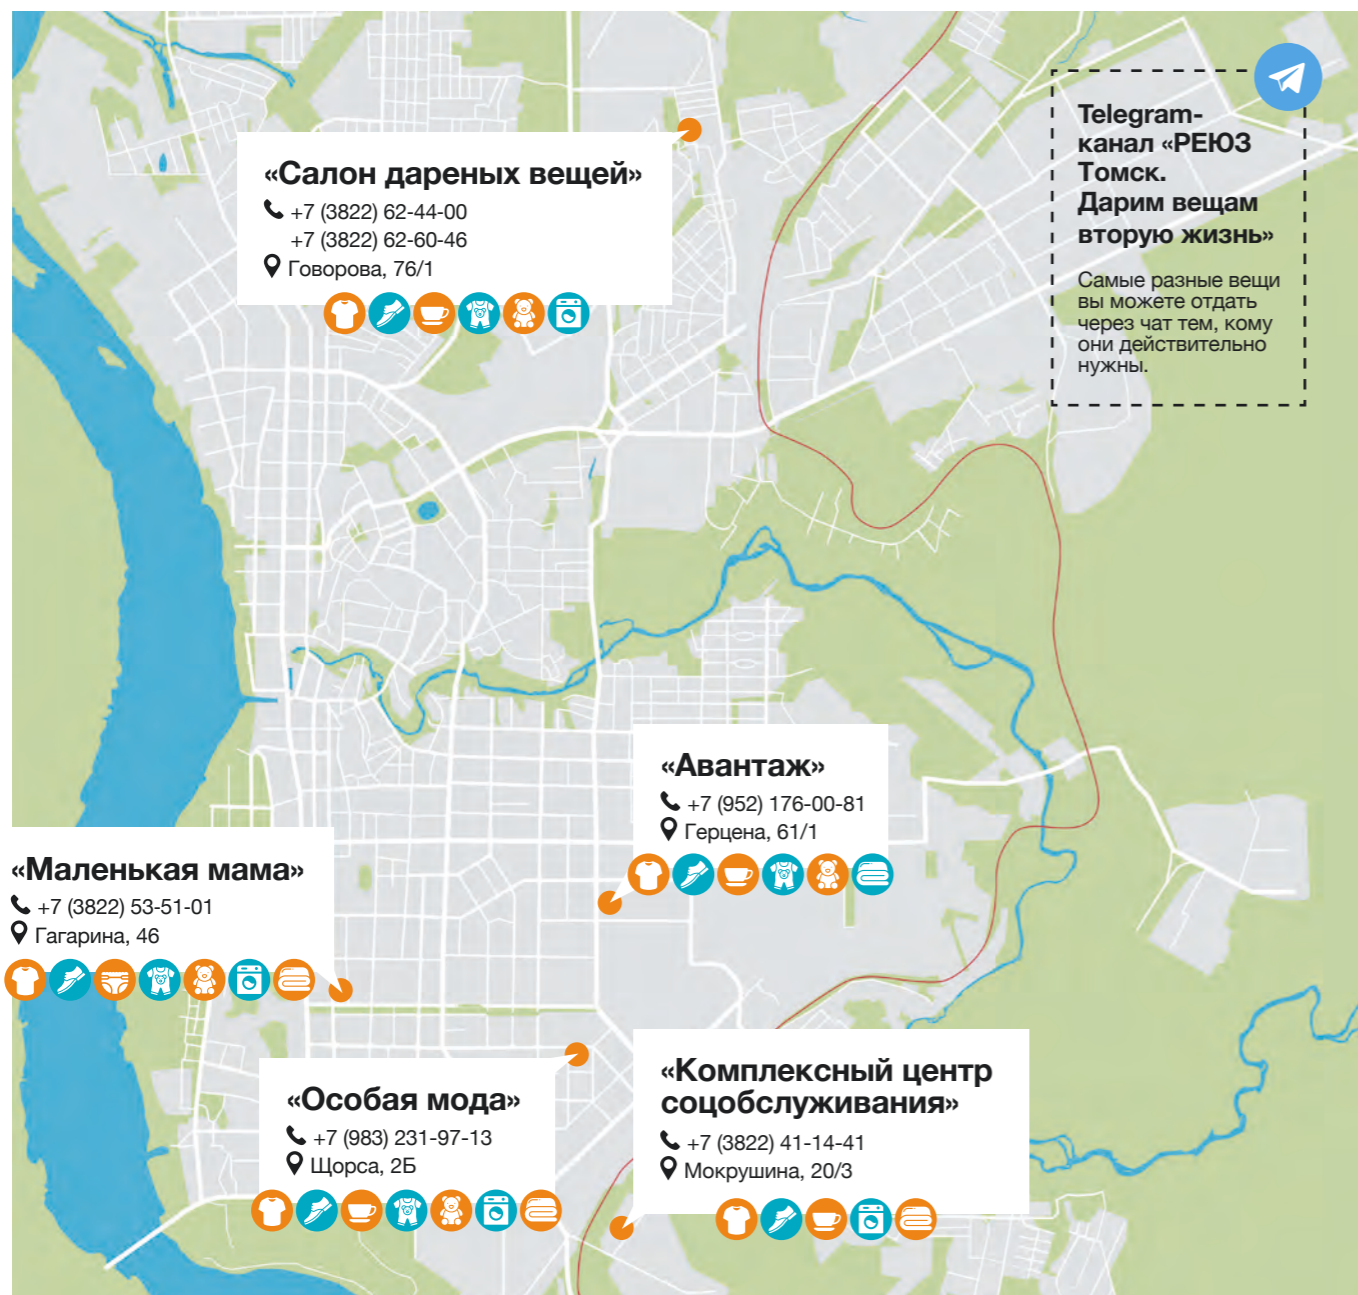 «Салон дареных вещей»
+7 (3822) 62-44-00
+7 (3822) 62-60-46
Говорова, 76/1
Telegram-
канал «РЕЮЗ
Томск.
Дарим вещам
вторую жизнь»
Самые разные вещи
вы можете отдать
через чат тем, кому
они действительно
нужны.
«Авантаж»
+7 (952) 176-00-81
Герцена, 61/1
«Маленькая мама»
+7 (3822) 53-51-01
Гагарина, 46
«Особая мода»
+7 (983) 231-97-13
Щорса, 2Б
«Комплексный центр
соцобслуживания»
+7 (3822) 41-14-41
Мокрушина, 20/3